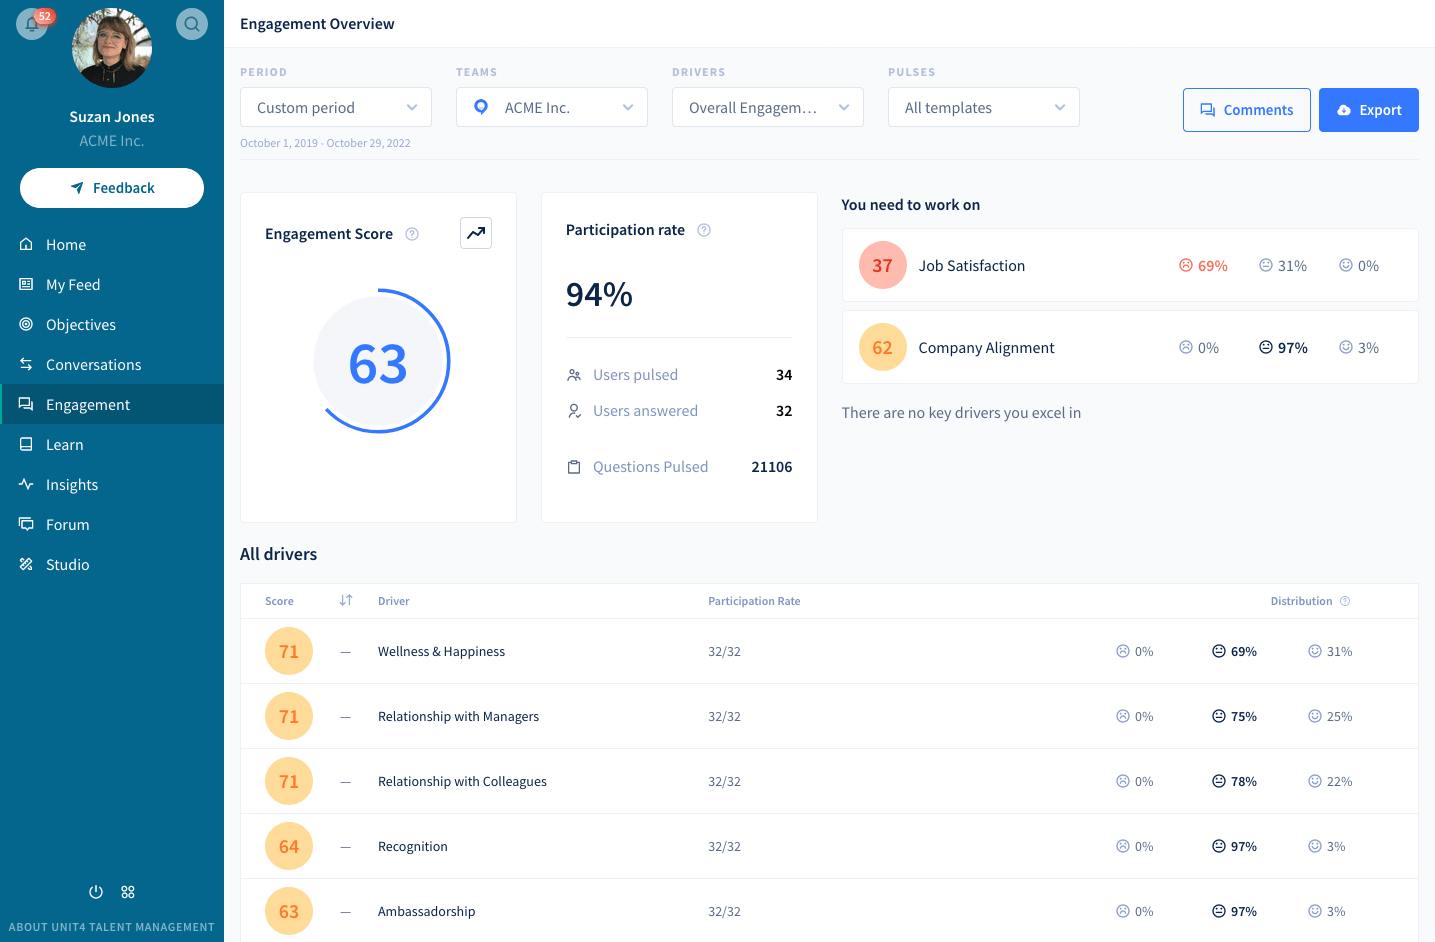 52
Suzan Jones
ACME Inc.
Feedback
Home
My Feed
Objectives
Conversations
Engagement
Learn
Insights
Forum
Studio
ABOUT UNIT4 TALENT MANAGEMENT
Engagement Overview
PERIOD TEAMS DRIVERS PULSES
Custom period ACME Inc. Overall Engagem... All templates Comments Export
October 1, 2019 - October 29, 2022
Engagement Score
63
Participation rate
94%
Users pulsed 34
Users answered 32
Questions Pulsed 21106
You need to work on
37 Job Satisfaction 69% 31% 0%
62 Company Alignment 0% 97% 3%
There are no key drivers you excel in
All drivers
Score Driver Participation Rate Distribution
71 — Wellness & Happiness 32/32 0% 69% 31%
71 — Relationship with Managers 32/32 0% 75% 25%
71 — Relationship with Colleagues 32/32 0% 78% 22%
64 — Recognition 32/32 0% 97% 3%
63 — Ambassadorship 32/32 0% 97% 3%